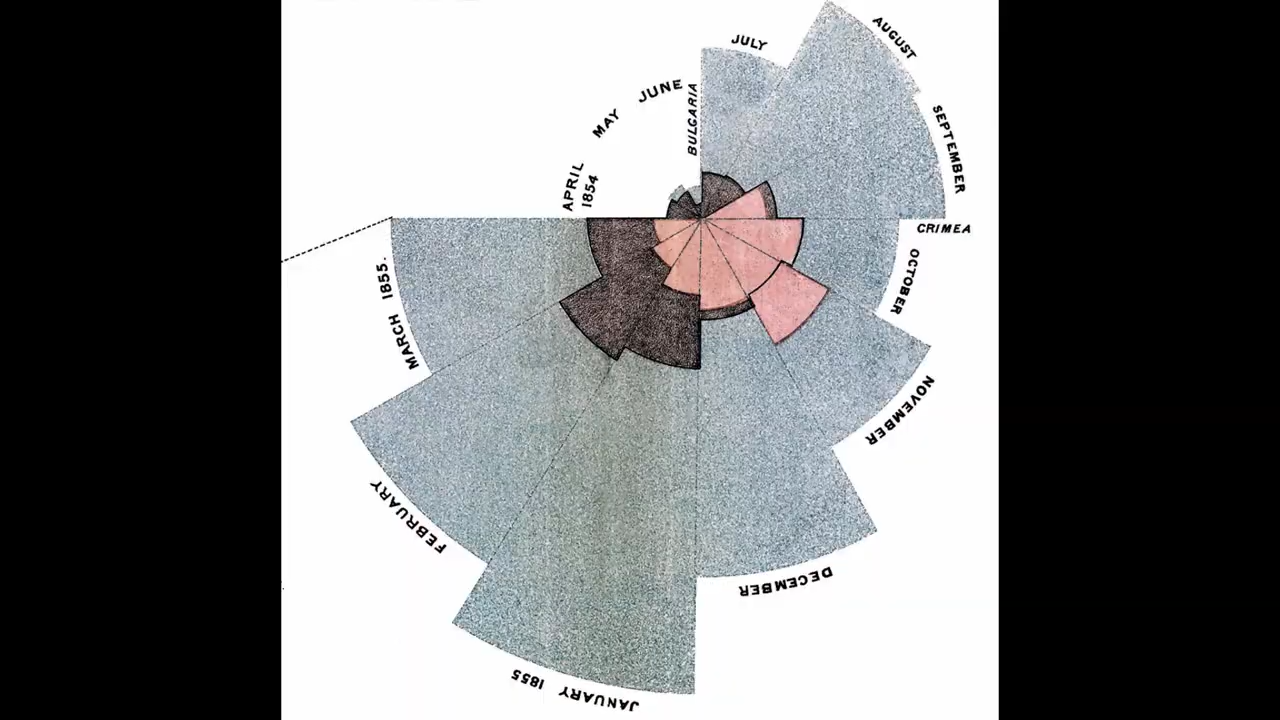 APRIL
1854
MAY
JUNE
BULGARIA
JULY
AUGUST
SEPTEMBER
CRIMEA
OCTOBER
NOVEMBER
DECEMBER
JANUARY 1855
FEBRUARY
MARCH 1855.